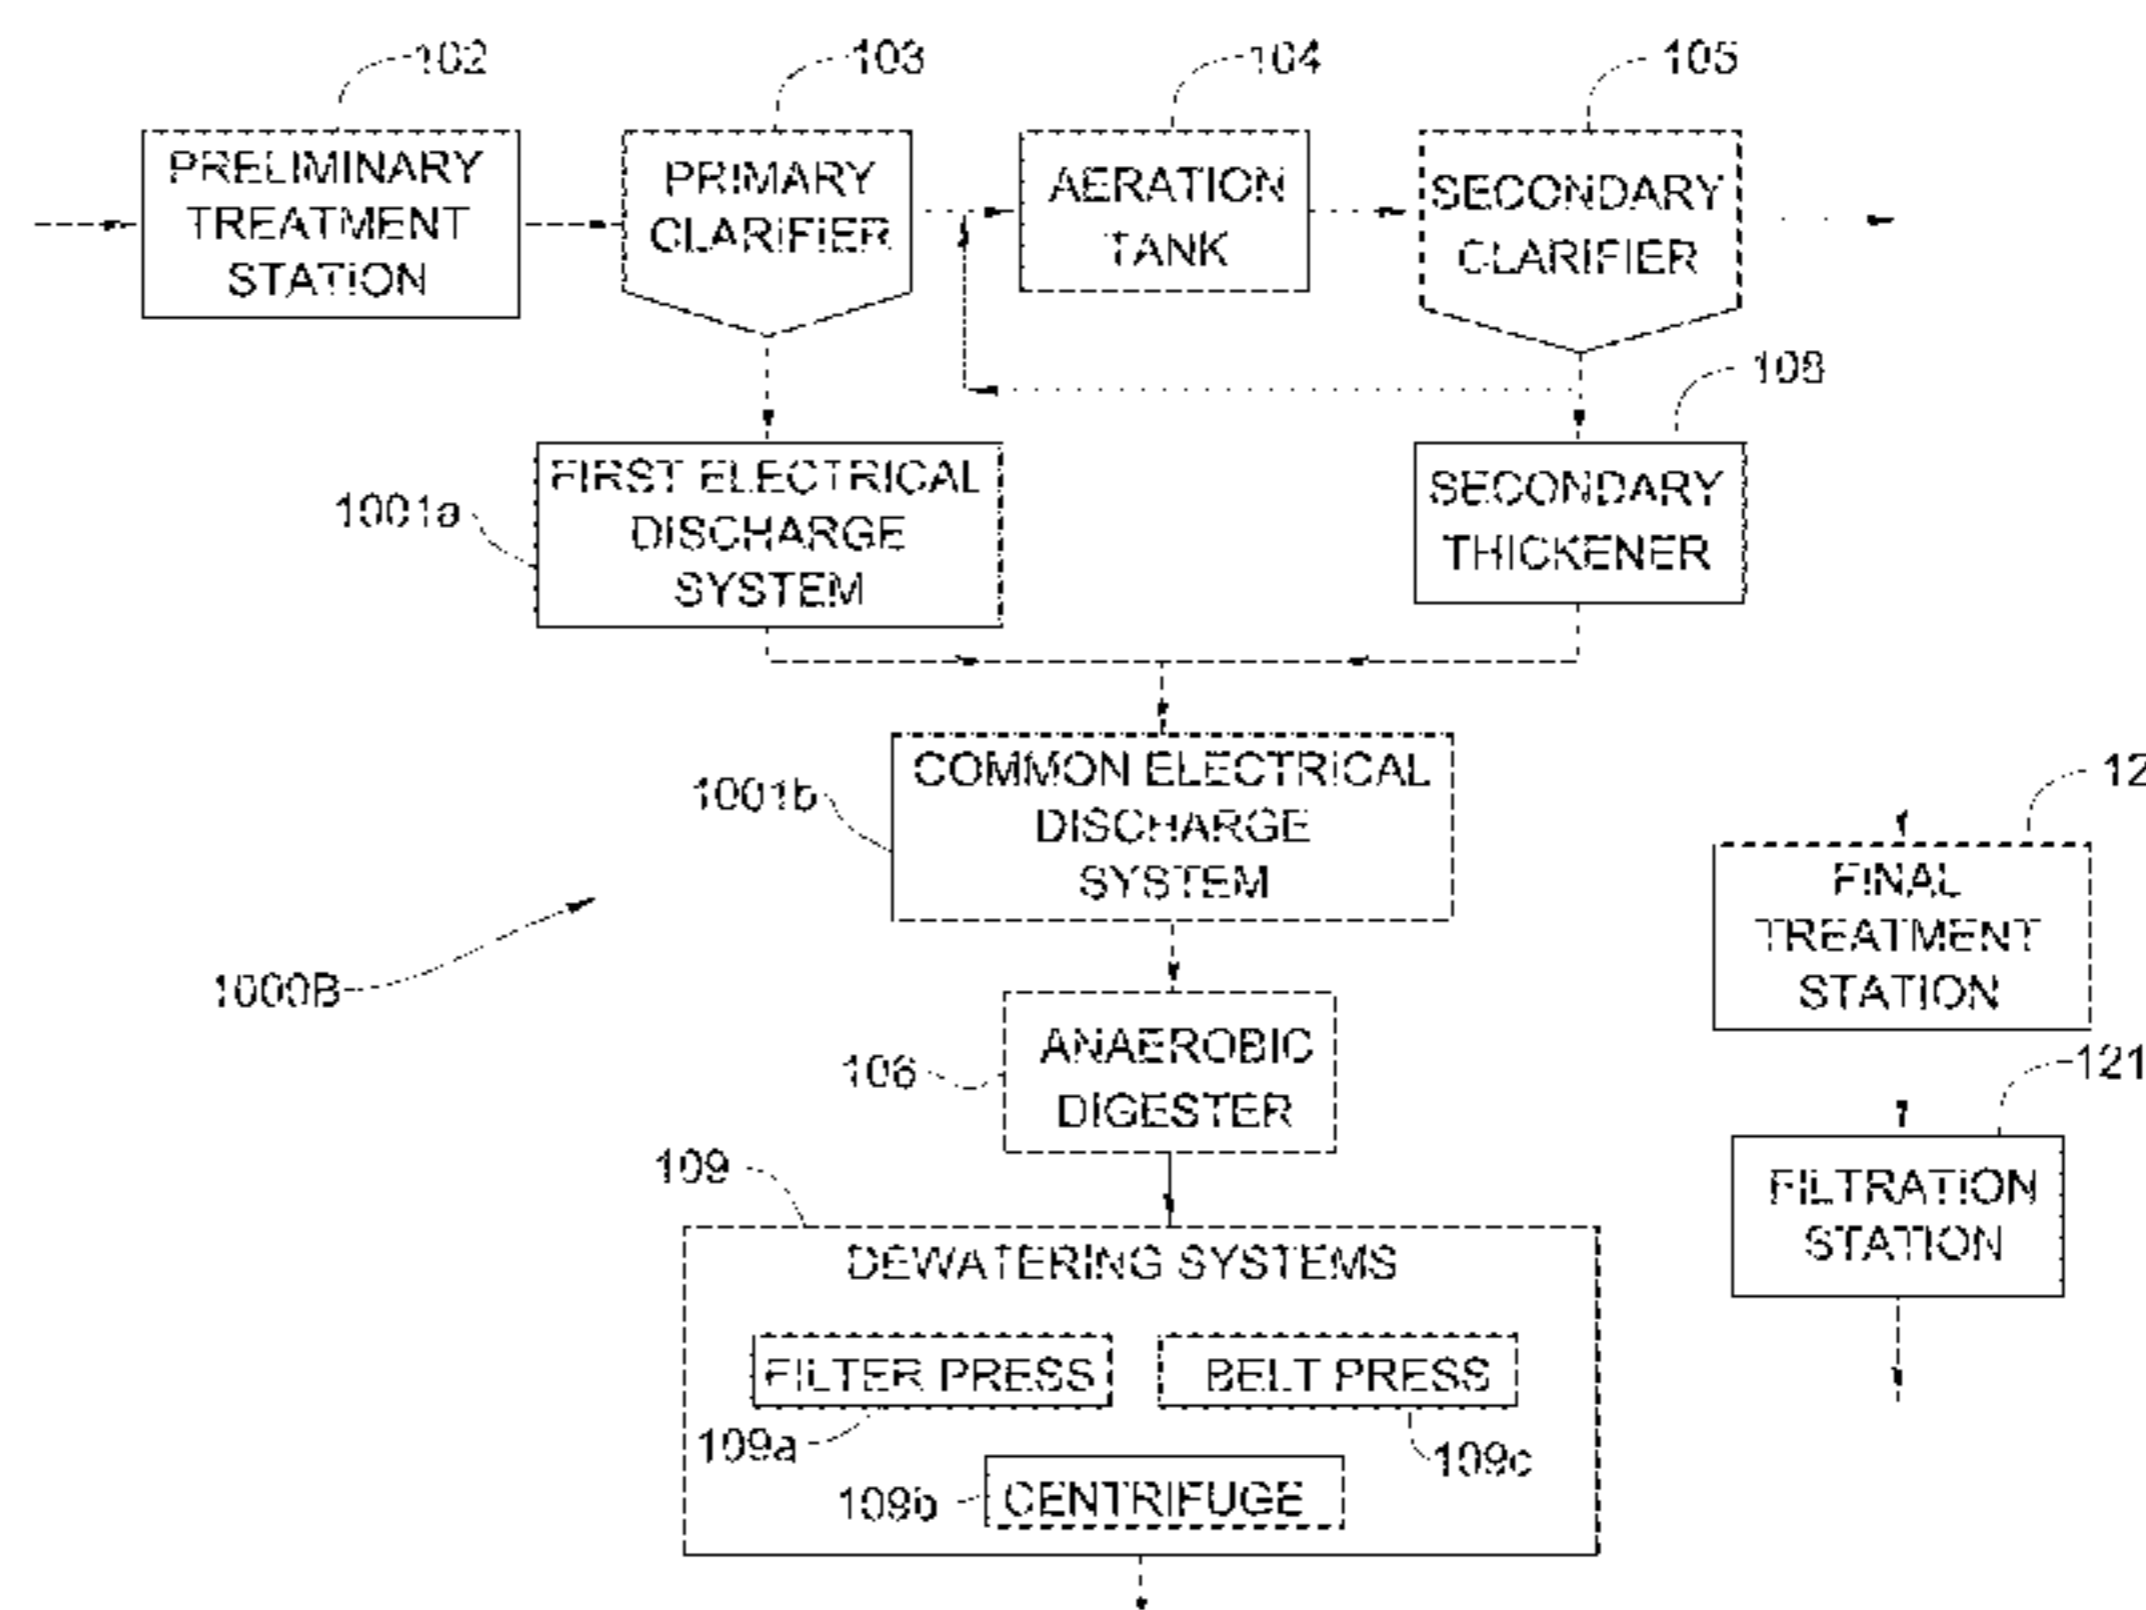 102
103
104
105
PRELIMINARY
TREATMENT
STATION
PRIMARY
CLARIFIER
AERATION
TANK
SECONDARY
CLARIFIER
108
FIRST ELECTRICAL
DISCHARGE
SYSTEM
1001a
SECONDARY
THICKENER
COMMON ELECTRICAL
DISCHARGE
SYSTEM
1001b
12
FINAL
TREATMENT
STATION
1000B
ANAEROBIC
DIGESTER
106
121
FILTRATION
STATION
109
DEWATERING SYSTEMS
FILTER PRESS
BELT PRESS
109a
109c
109b
CENTRIFUGE